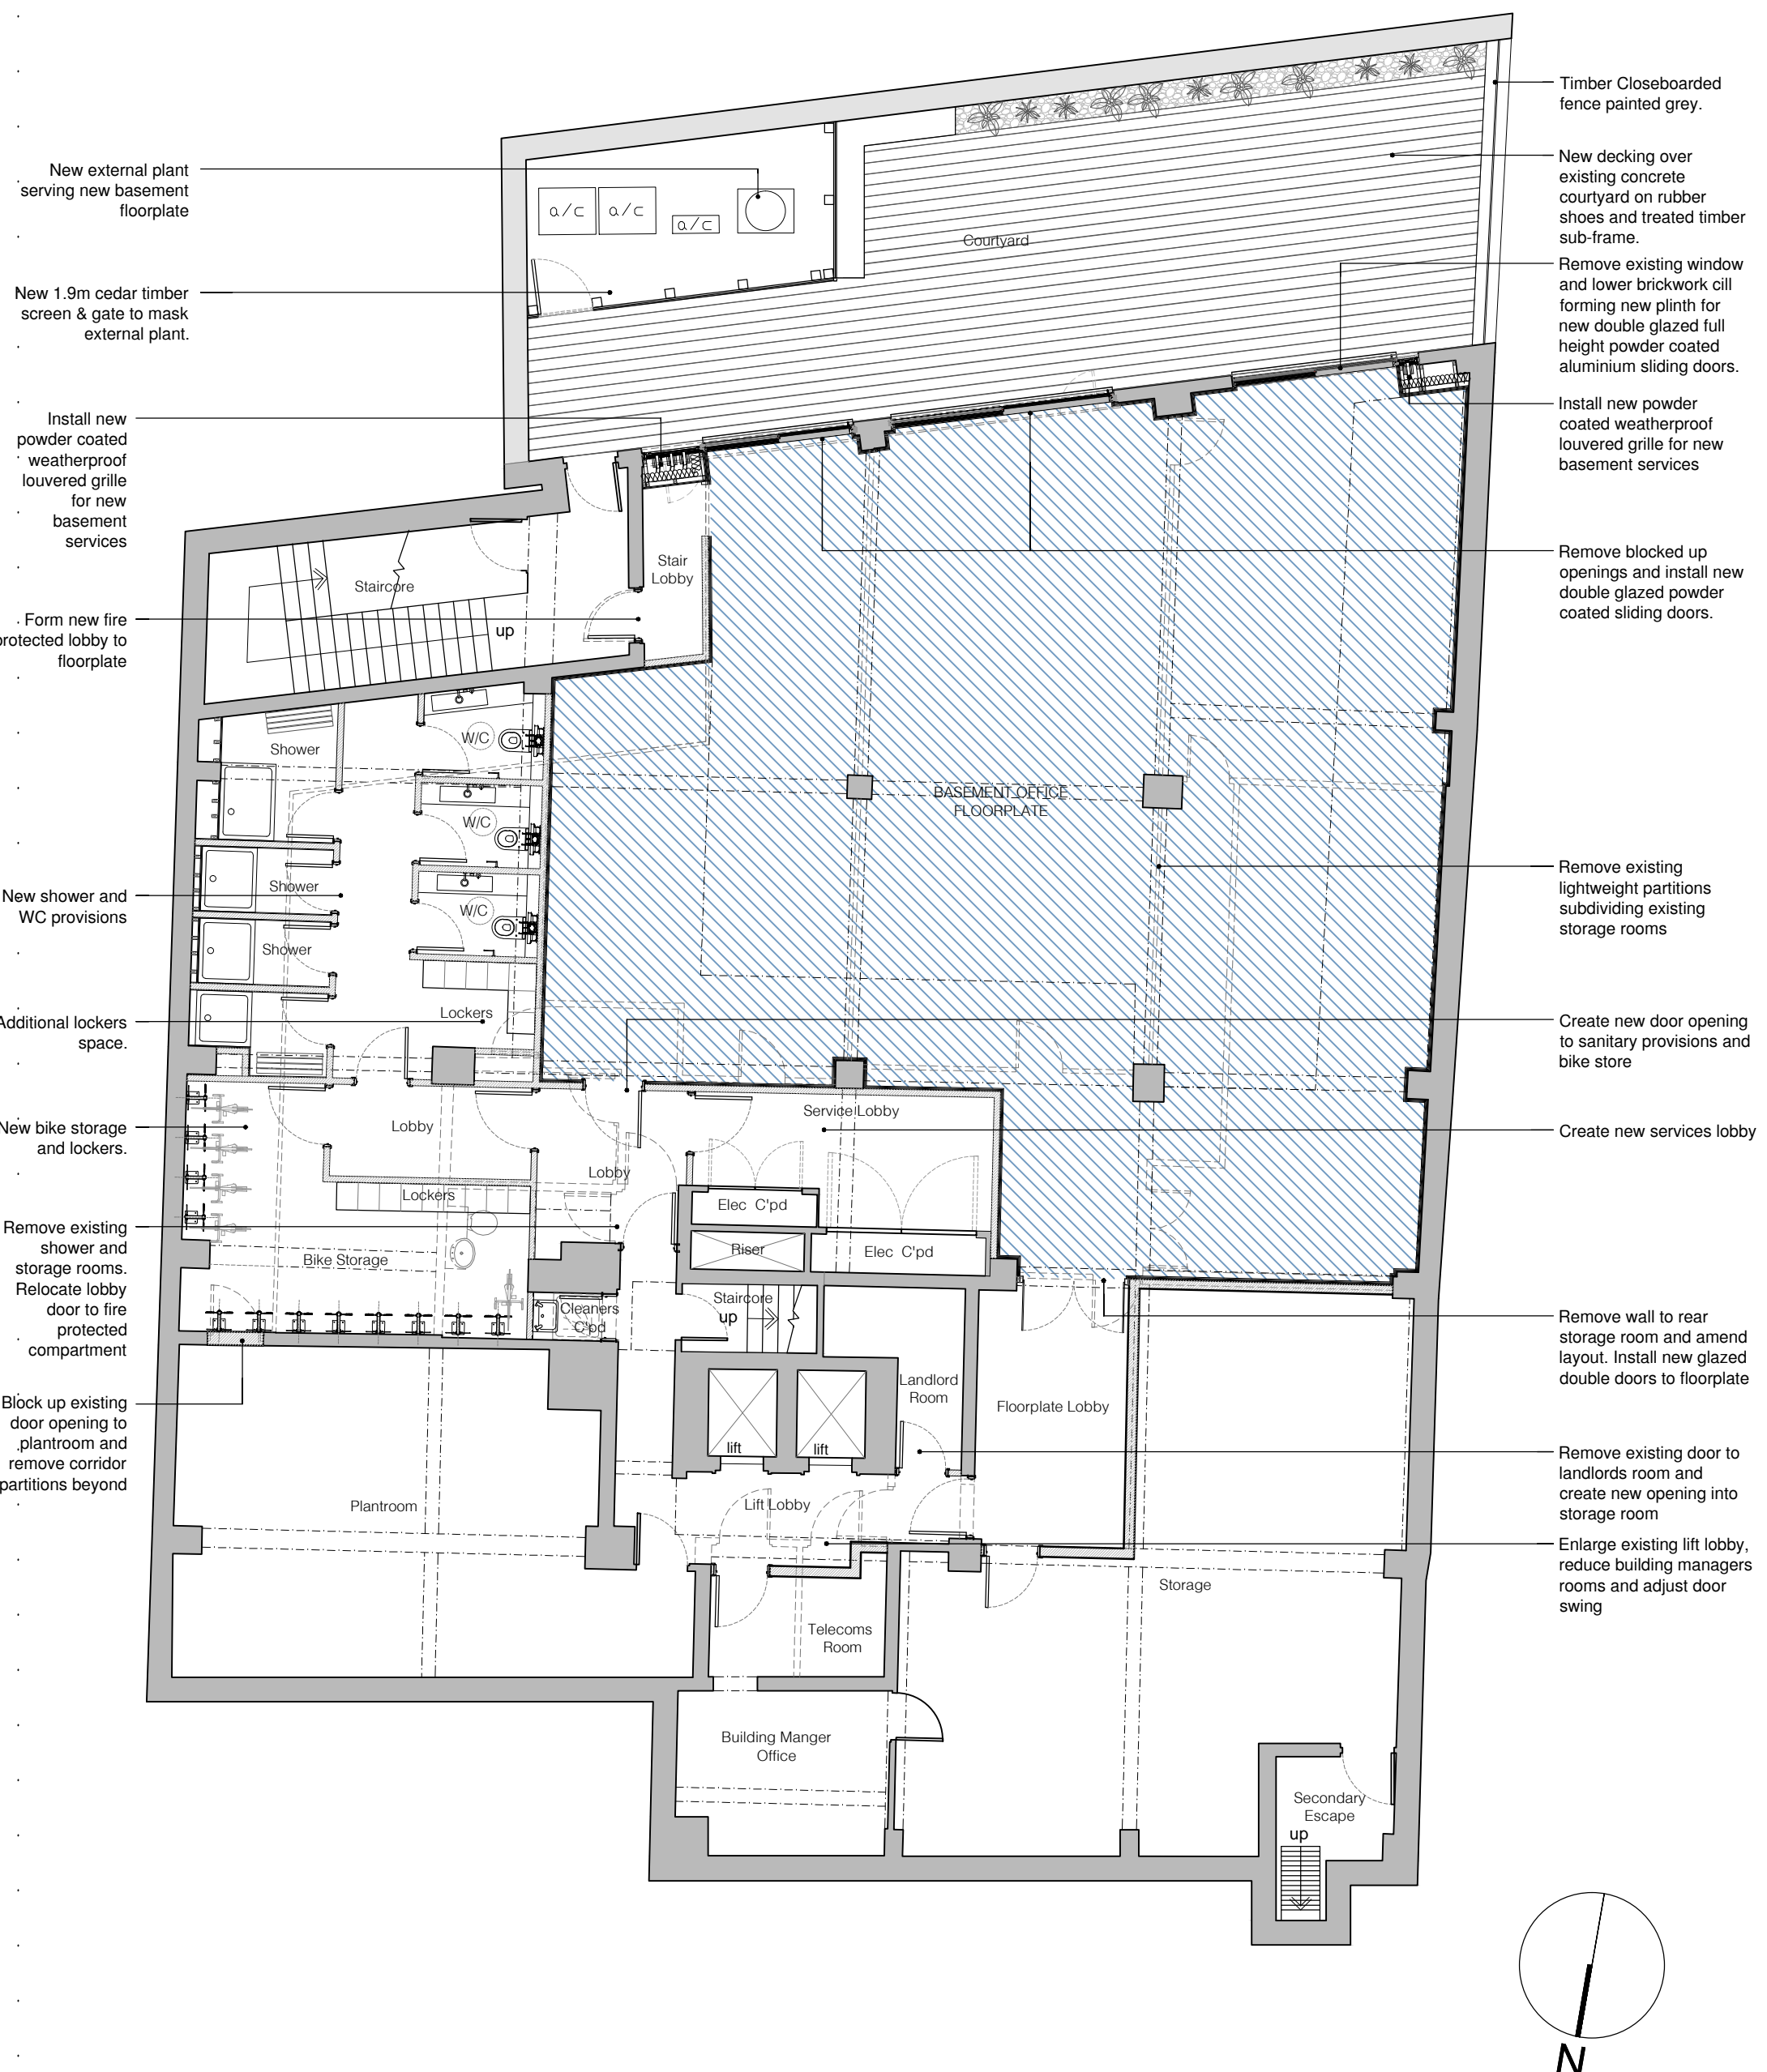 New external plant
serving new basement
floorplate
New 1.9m cedar timber
screen & gate to mask
external plant.
Install new
powder coated
weatherproof
louvered grille
for new
basement
services
Form new fire
protected lobby to
floorplate
New shower and
WC provisions
Additional lockers
space.
New bike storage
and lockers.
Remove existing
shower and
storage rooms.
Relocate lobby
door to fire
protected
compartment
Block up existing
door opening to
plantroom and
remove corridor
partitions beyond
a/c
a/c
a/c
Courtyard
Stair
Lobby
Staircore
up
Shower
W/C
W/C
Shower
W/C
Shower
Lockers
BASEMENT OFFICE
FLOORPLATE
Lobby
Service Lobby
Lobby
Lockers
Elec C'pd
Riser
Elec C'pd
Bike Storage
Cleaners
C'pd
Staircore
up
Landlord
Room
Floorplate Lobby
lift
lift
Lift Lobby
Plantroom
Storage
Telecoms
Room
Building Manger
Office
Secondary
Escape
up
Timber Closeboarded
fence painted grey.
New decking over
existing concrete
courtyard on rubber
shoes and treated timber
sub-frame.
Remove existing window
and lower brickwork cill
forming new plinth for
new double glazed full
height powder coated
aluminium sliding doors.
Install new powder
coated weatherproof
louvered grille for new
basement services
Remove blocked up
openings and install new
double glazed powder
coated sliding doors.
Remove existing
lightweight partitions
subdividing existing
storage rooms
Create new door opening
to sanitary provisions and
bike store
Create new services lobby
Remove wall to rear
storage room and amend
layout. Install new glazed
double doors to floorplate
Remove existing door to
landlords room and
create new opening into
storage room
Enlarge existing lift lobby,
reduce building managers
rooms and adjust door
swing
N